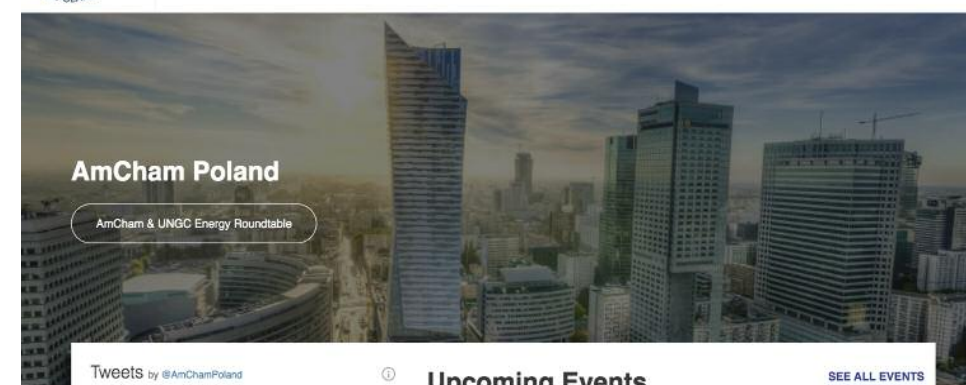 AmCham Poland
AmCham & UNGC Energy Roundtable
Tweets by @AmChamPoland
Upcoming Events
SEE ALL EVENTS